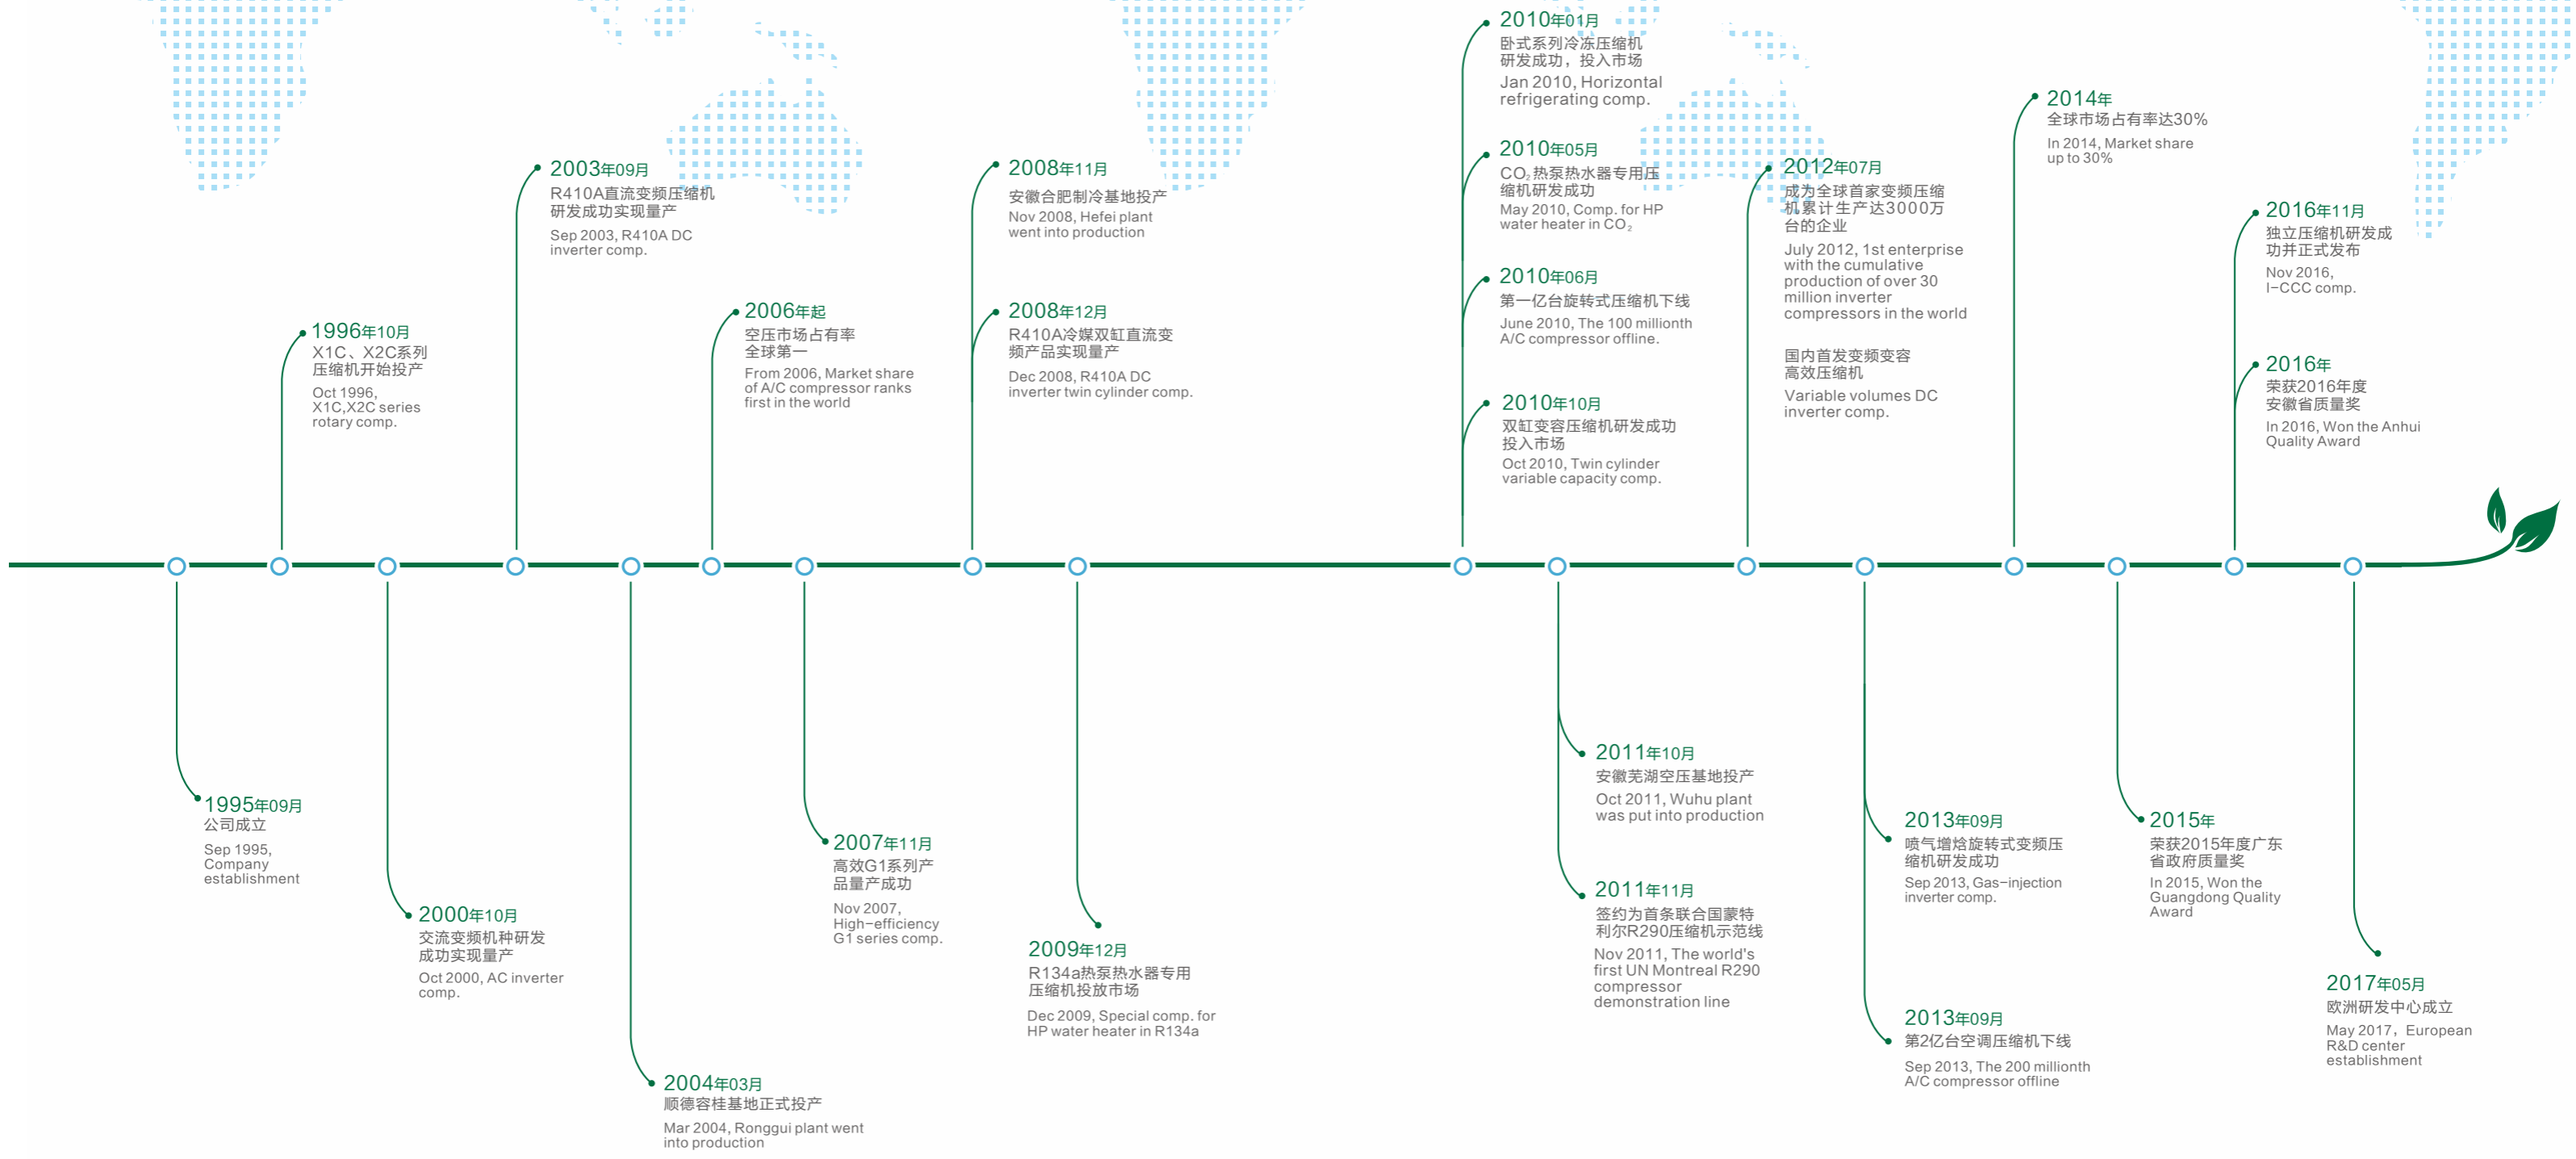 1995年09月
公司成立
Sep 1995,
Company
establishment
1996年10月
X1C、X2C系列
压缩机开始投产
Oct 1996,
X1C,X2C series
rotary comp.
2000年10月
交流变频机种研发
成功实现量产
Oct 2000, AC inverter
comp.
2003年09月
R410A直流变频压缩机
研发成功实现量产
Sep 2003, R410A DC
inverter comp.
2004年03月
顺德容桂基地正式投产
Mar 2004, Ronggui plant went
into production
2006年起
空压市场占有率
全球第一
From 2006, Market share
of A/C compressor ranks
first in the world
2007年11月
高效G1系列产
品量产成功
Nov 2007,
High-efficiency
G1 series comp.
2008年11月
安徽合肥制冷基地投产
Nov 2008, Hefei plant
went into production
2008年12月
R410A冷媒双缸直流变
频产品实现量产
Dec 2008, R410A DC
inverter twin cylinder comp.
2009年12月
R134a热泵热水器专用
压缩机投放市场
Dec 2009, Special comp. for
HP water heater in R134a
2010年01月
卧式系列冷冻压缩机
研发成功，投入市场
Jan 2010, Horizontal
refrigerating comp.
2010年05月
CO₂热泵热水器专用压
缩机研发成功
May 2010, Comp. for HP
water heater in CO₂
2010年06月
第一亿台旋转式压缩机下线
June 2010, The 100 millionth
A/C compressor offline.
2010年10月
双缸变容压缩机研发成功
投入市场
Oct 2010, Twin cylinder
variable capacity comp.
2011年10月
安徽芜湖空压基地投产
Oct 2011, Wuhu plant
was put into production
2011年11月
签约为首条联合国蒙特
利尔R290压缩机示范线
Nov 2011, The world's
first UN Montreal R290
compressor
demonstration line
2012年07月
成为全球首家变频压缩
机累计生产达3000万
台的企业
July 2012, 1st enterprise
with the cumulative
production of over 30
million inverter
compressors in the world
国内首发变频变容
高效压缩机
Variable volumes DC
inverter comp.
2013年09月
喷气增焓旋转式变频压
缩机研发成功
Sep 2013, Gas-injection
inverter comp.
2013年09月
第2亿台空调压缩机下线
Sep 2013, The 200 millionth
A/C compressor offline
2014年
全球市场占有率达30%
In 2014, Market share
up to 30%
2015年
荣获2015年度广东
省政府质量奖
In 2015, Won the
Guangdong Quality
Award
2016年11月
独立压缩机研发成
功并正式发布
Nov 2016,
I-CCC comp.
2016年
荣获2016年度
安徽省质量奖
In 2016, Won the Anhui
Quality Award
2017年05月
欧洲研发中心成立
May 2017，European
R&D center
establishment